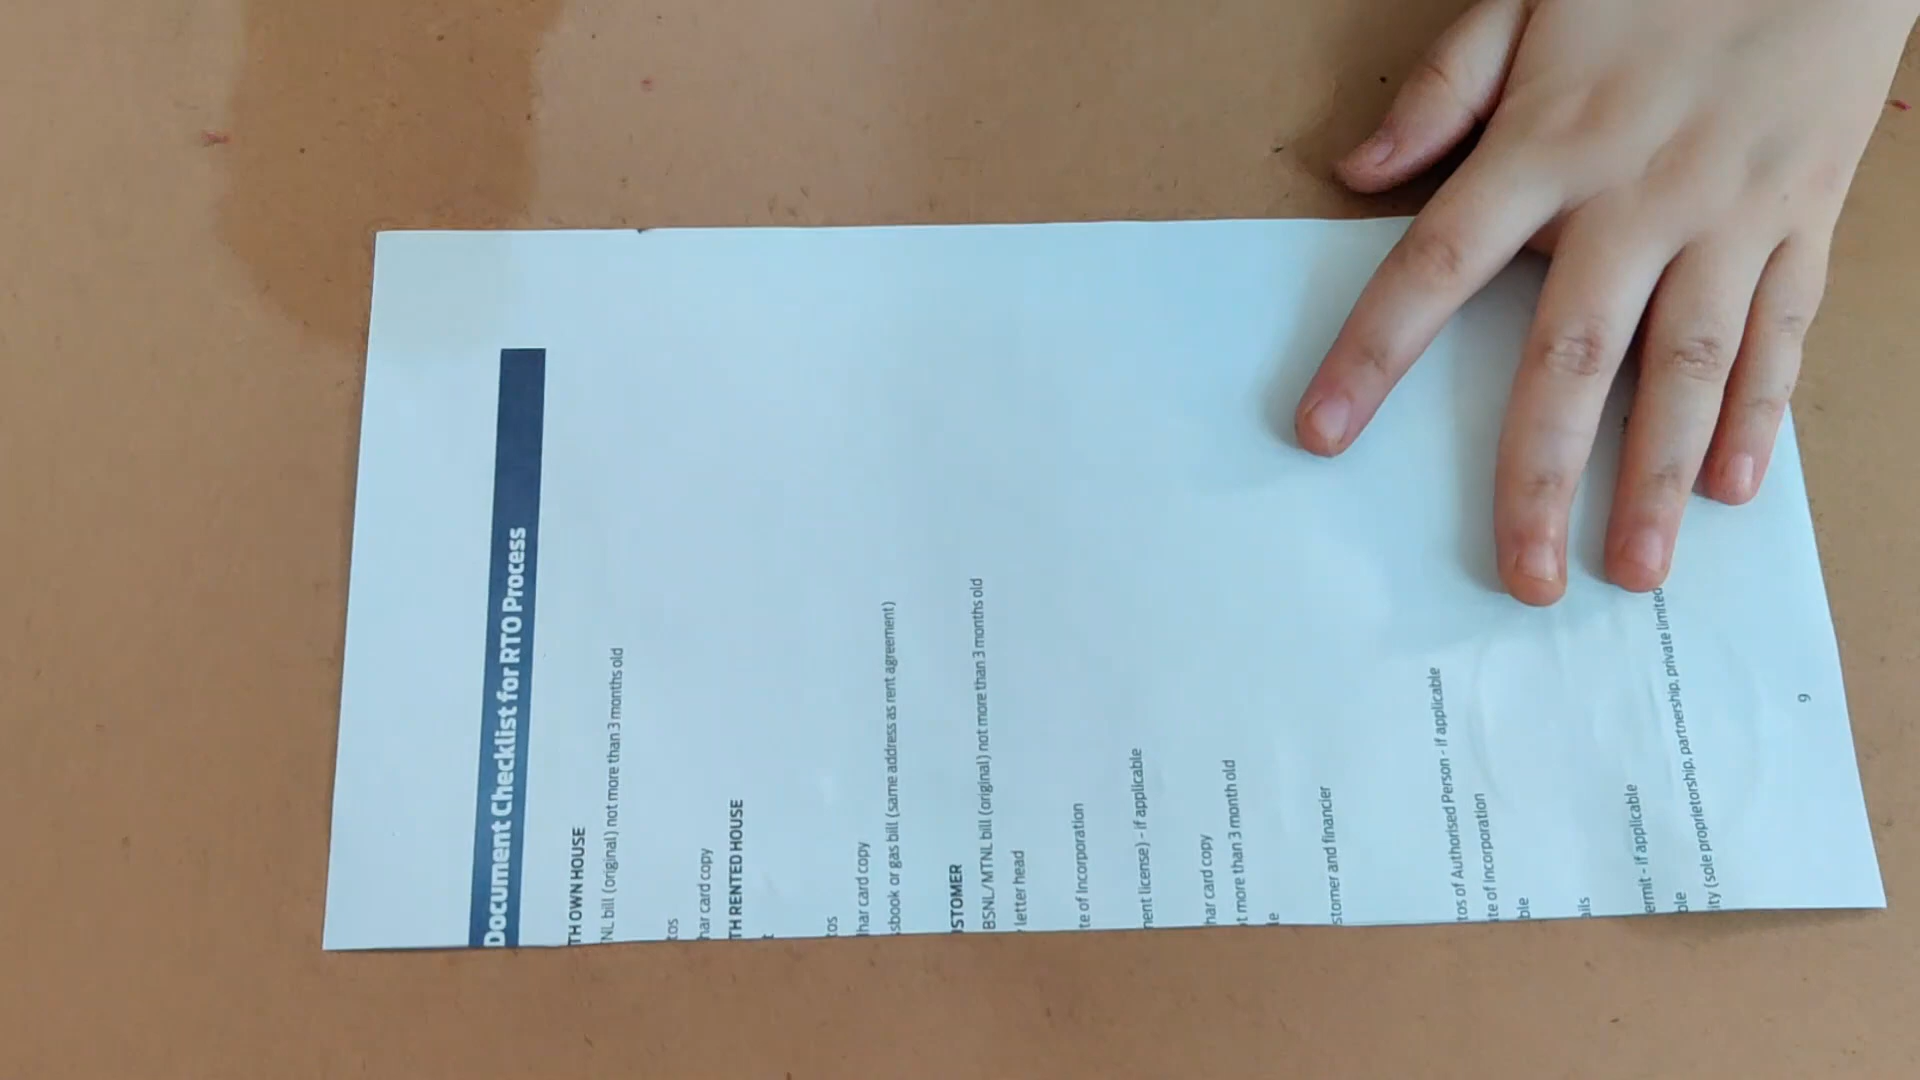 Document Checklist for RTO Process
TH OWN HOUSE
NL bill (original) not more than 3 months old
tos
har card copy
TH RENTED HOUSE
t
tos
har card copy
sbook or gas bill (same address as rent agreement)
STOMER
BSNL/MTNL bill (original) not more than 3 months old
letter head
te of Incorporation
ent license) - if applicable
har card copy
t more than 3 month old
le
stomer and financier
tos of Authorised Person - if applicable
te of incorporation
ble
ails
ermit - if applicable
ble
ity (sole proprietorship, partnership, private limited
9